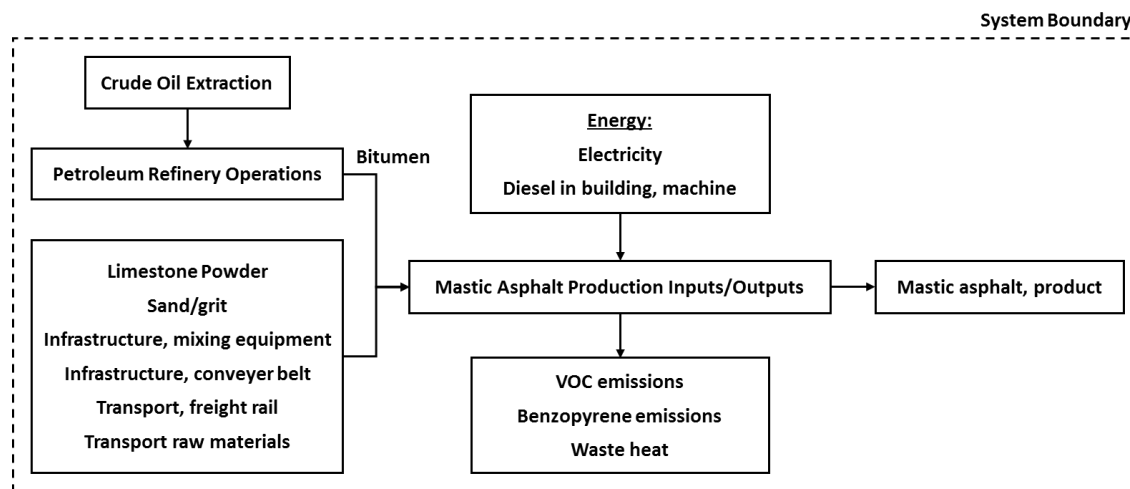 System Boundary
Crude Oil Extraction
Petroleum Refinery Operations
Bitumen
Limestone Powder
Sand/grit
Infrastructure, mixing equipment
Infrastructure, conveyer belt
Transport, freight rail
Transport raw materials
Energy:
Electricity
Diesel in building, machine
Mastic Asphalt Production Inputs/Outputs
VOC emissions
Benzopyrene emissions
Waste heat
Mastic asphalt, product